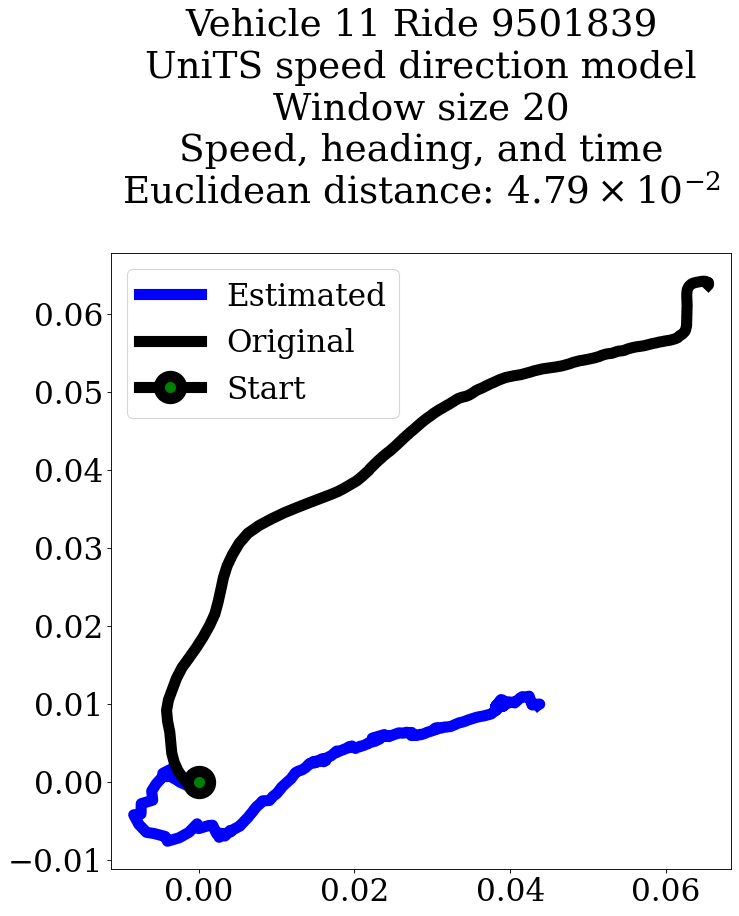 Vehicle 11 Ride 9501839
UniTS speed direction model
Window size 20
Speed, heading, and time
Euclidean distance: 4.79 × 10⁻²
Estimated
Original
Start
0.06
0.05
0.04
0.03
0.02
0.01
0.00
−0.01
0.00 0.02 0.04 0.06